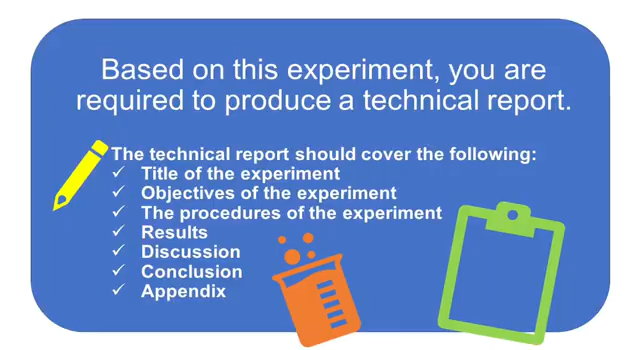 Based on this experiment, you are
required to produce a technical report.
The technical report should cover the following:
✓ Title of the experiment
✓ Objectives of the experiment
✓ The procedures of the experiment
✓ Results
✓ Discussion
✓ Conclusion
✓ Appendix